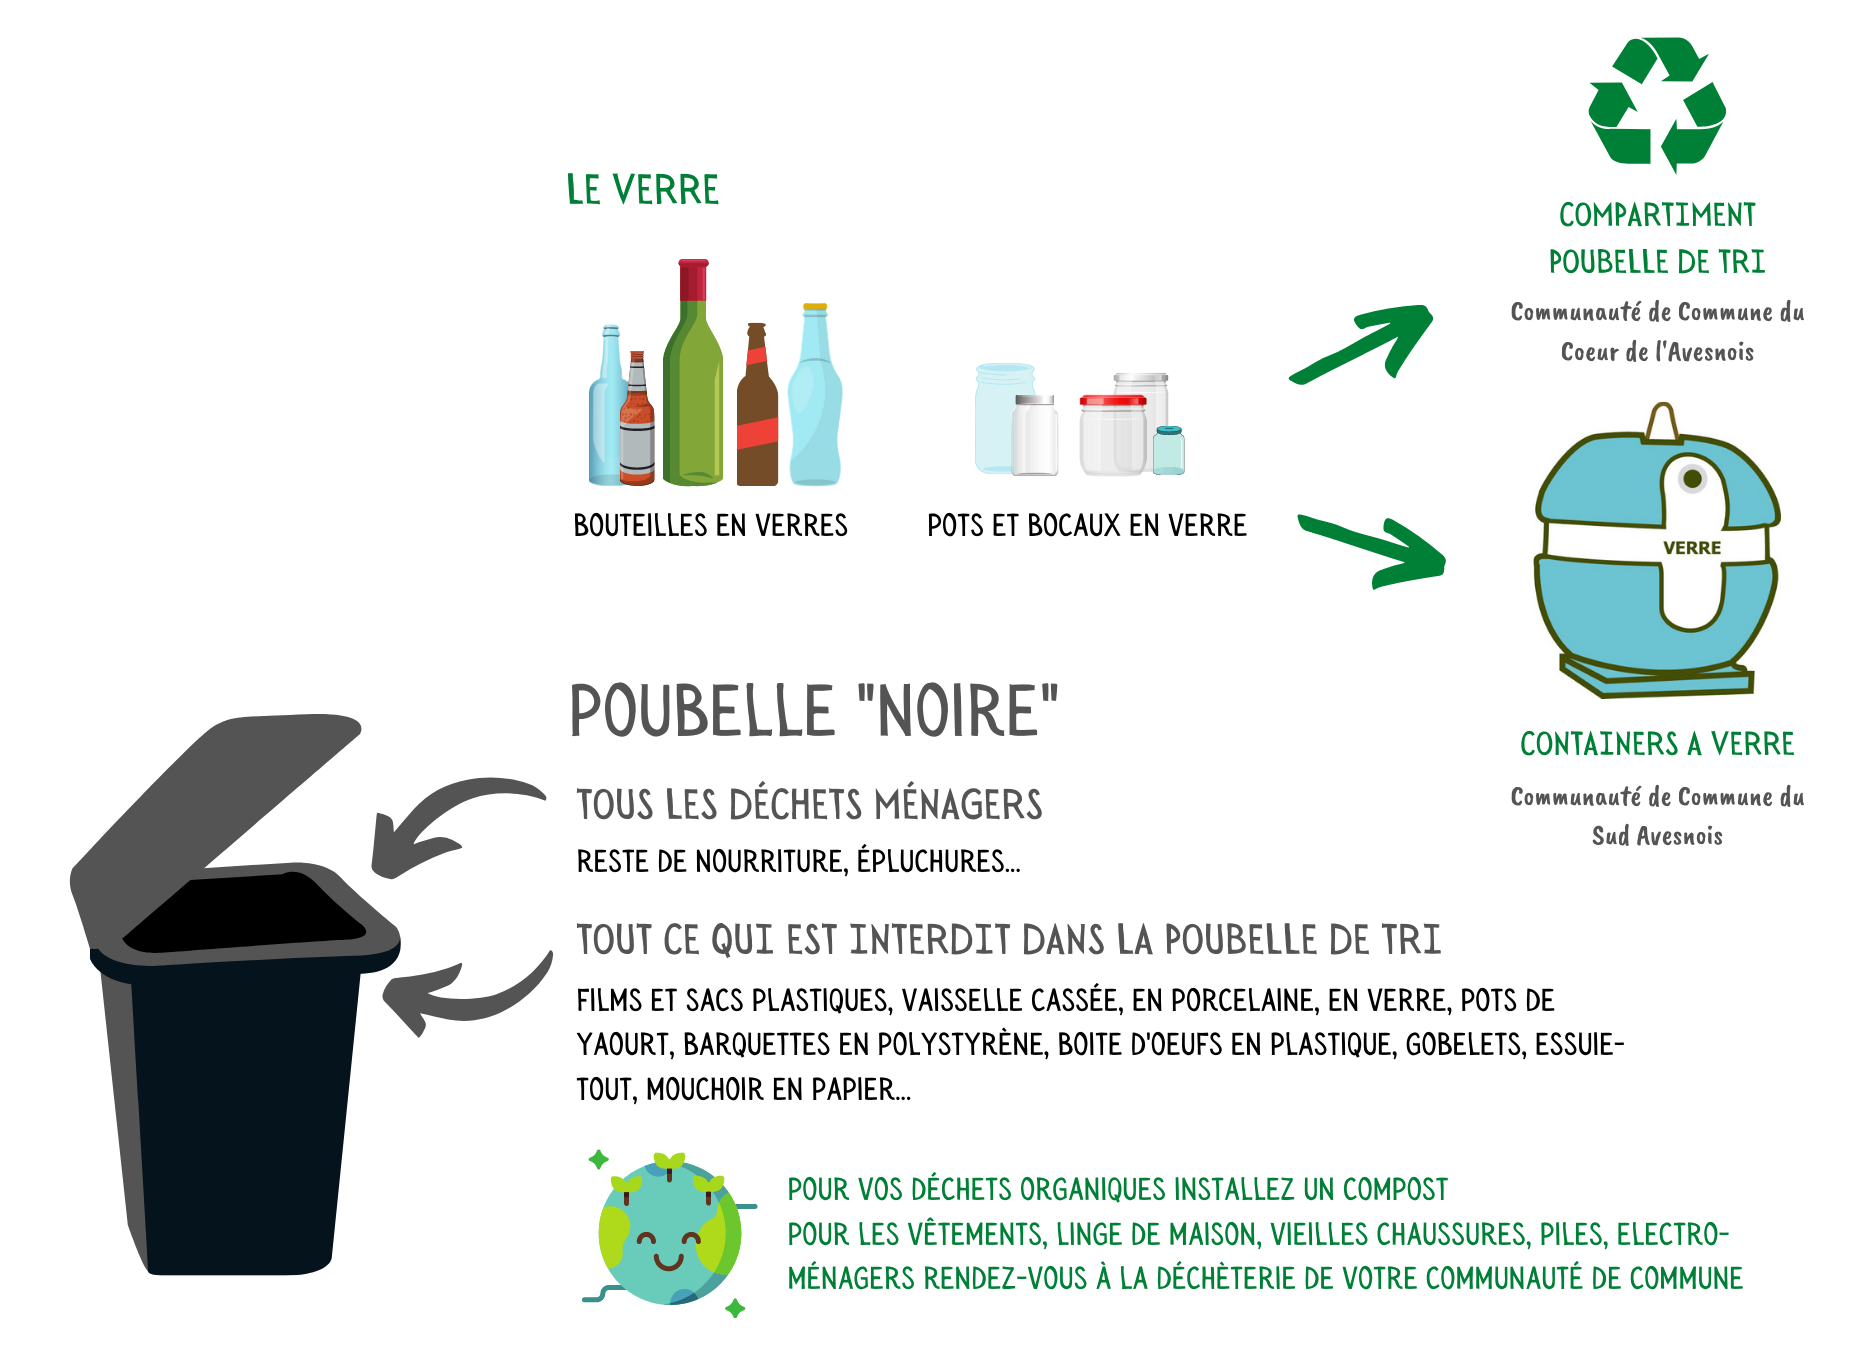 LE VERRE
BOUTEILLES EN VERRES
POTS ET BOCAUX EN VERRE
COMPARTIMENT
POUBELLE DE TRI
Communauté de Commune du
Coeur de l'Avesnois
VERRE
CONTAINERS A VERRE
Communauté de Commune du
Sud Avesnois
POUBELLE "NOIRE"
TOUS LES DÉCHETS MÉNAGERS
RESTE DE NOURRITURE, ÉPLUCHURES...
TOUT CE QUI EST INTERDIT DANS LA POUBELLE DE TRI
FILMS ET SACS PLASTIQUES, VAISSELLE CASSÉE, EN PORCELAINE, EN VERRE, POTS DE
YAOURT, BARQUETTES EN POLYSTYRÈNE, BOITE D'OEUFS EN PLASTIQUE, GOBELETS, ESSUIE-
TOUT, MOUCHOIR EN PAPIER...
POUR VOS DÉCHETS ORGANIQUES INSTALLEZ UN COMPOST
POUR LES VÊTEMENTS, LINGE DE MAISON, VIEILLES CHAUSSURES, PILES, ELECTRO-
MÉNAGERS RENDEZ-VOUS À LA DÉCHÈTERIE DE VOTRE COMMUNAUTÉ DE COMMUNE